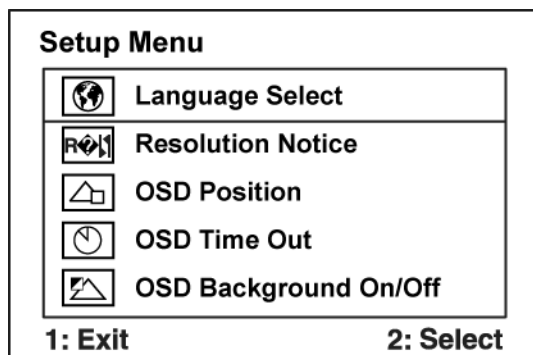 Setup Menu
Language Select
Resolution Notice
OSD Position
OSD Time Out
OSD Background On/Off
1: Exit 2: Select